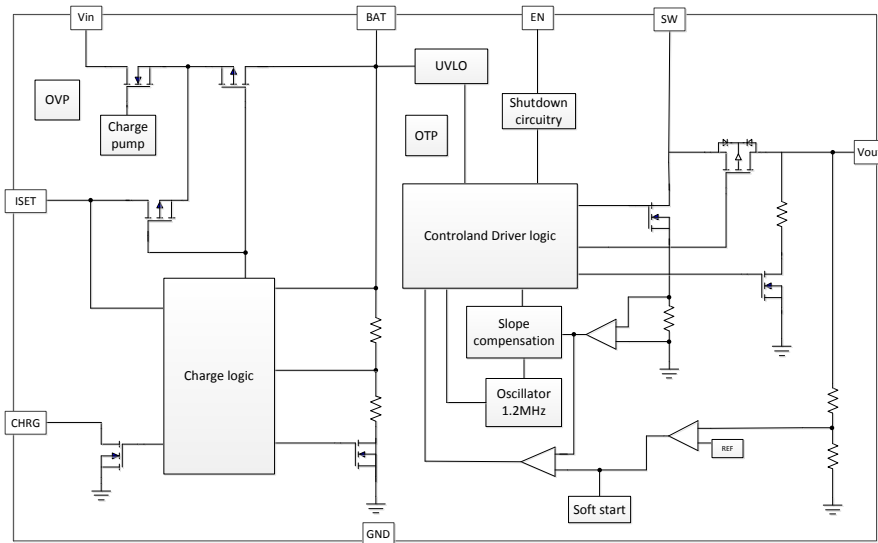 Vin
BAT
EN
SW
UVLO
OVP
Shutdown
circuitry
Charge
pump
OTP
Vou
ISET
Controland Driver logic
Slope
compensation
Charge logic
Oscillator
1.2MHz
CHRG
REF
Soft start
GND